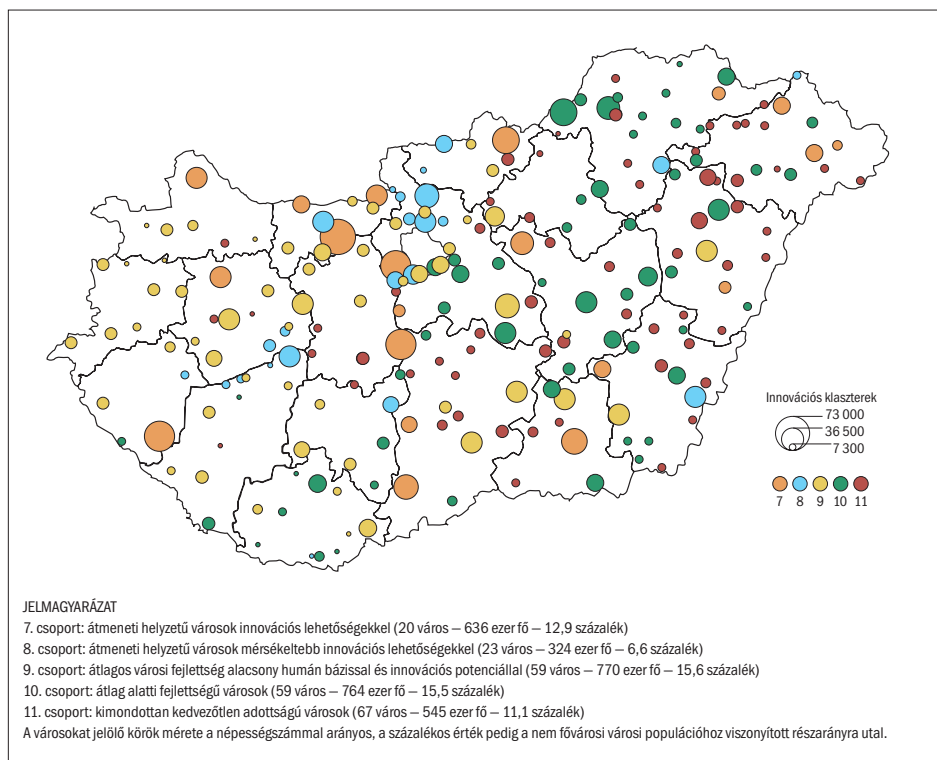 Innovációs klaszterek
73 000
36 500
7 300
7 8 9 10 11
JELMAGYARÁZAT
7. csoport: átmeneti helyzetű városok innovációs lehetőségekkel (20 város – 636 ezer fő – 12,9 százalék)
8. csoport: átmeneti helyzetű városok mérsékeltebb innovációs lehetőségekkel (23 város – 324 ezer fő – 6,6 százalék)
9. csoport: átlagos városi fejlettség alacsony humán bázissal és innovációs potenciállal (59 város – 770 ezer fő – 15,6 százalék)
10. csoport: átlag alatti fejlettségű városok (59 város – 764 ezer fő – 15,5 százalék)
11. csoport: kimondottan kedvezőtlen adottságú városok (67 város – 545 ezer fő – 11,1 százalék)
A városokat jelölő körök mérete a népességszámmal arányos, a százalékos érték pedig a nem fővárosi városi populációhoz viszonyított részarányra utal.